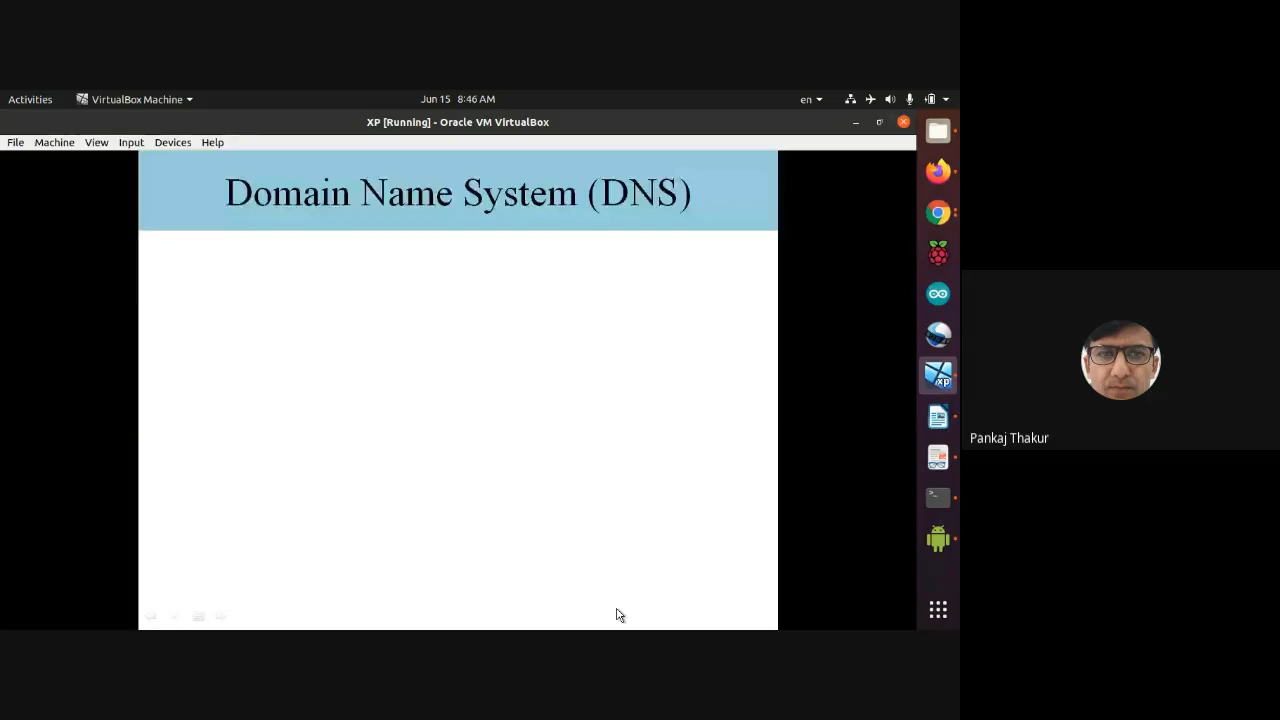 Activities
VirtualBox Machine
Jun 15 8:46 AM
en
XP [Running] - Oracle VM VirtualBox
File Machine View Input Devices Help
Domain Name System (DNS)
xp
Pankaj Thakur